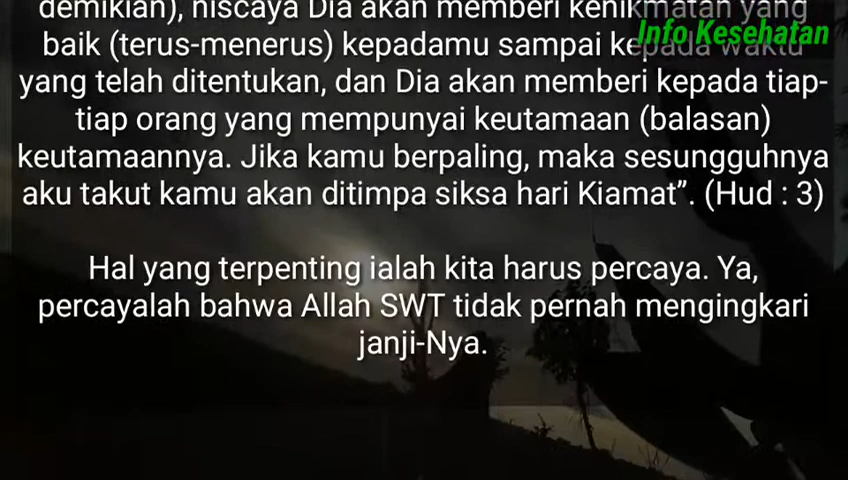 demikian), niscaya Dia akan memberi kenikmatan yang
Info Kesehatan
baik (terus-menerus) kepadamu sampai kepada waktu
yang telah ditentukan, dan Dia akan memberi kepada tiap-
tiap orang yang mempunyai keutamaan (balasan)
keutamaannya. Jika kamu berpaling, maka sesungguhnya
aku takut kamu akan ditimpa siksa hari Kiamat”. (Hud : 3)
Hal yang terpenting ialah kita harus percaya. Ya,
percayalah bahwa Allah SWT tidak pernah mengingkari
janji-Nya.